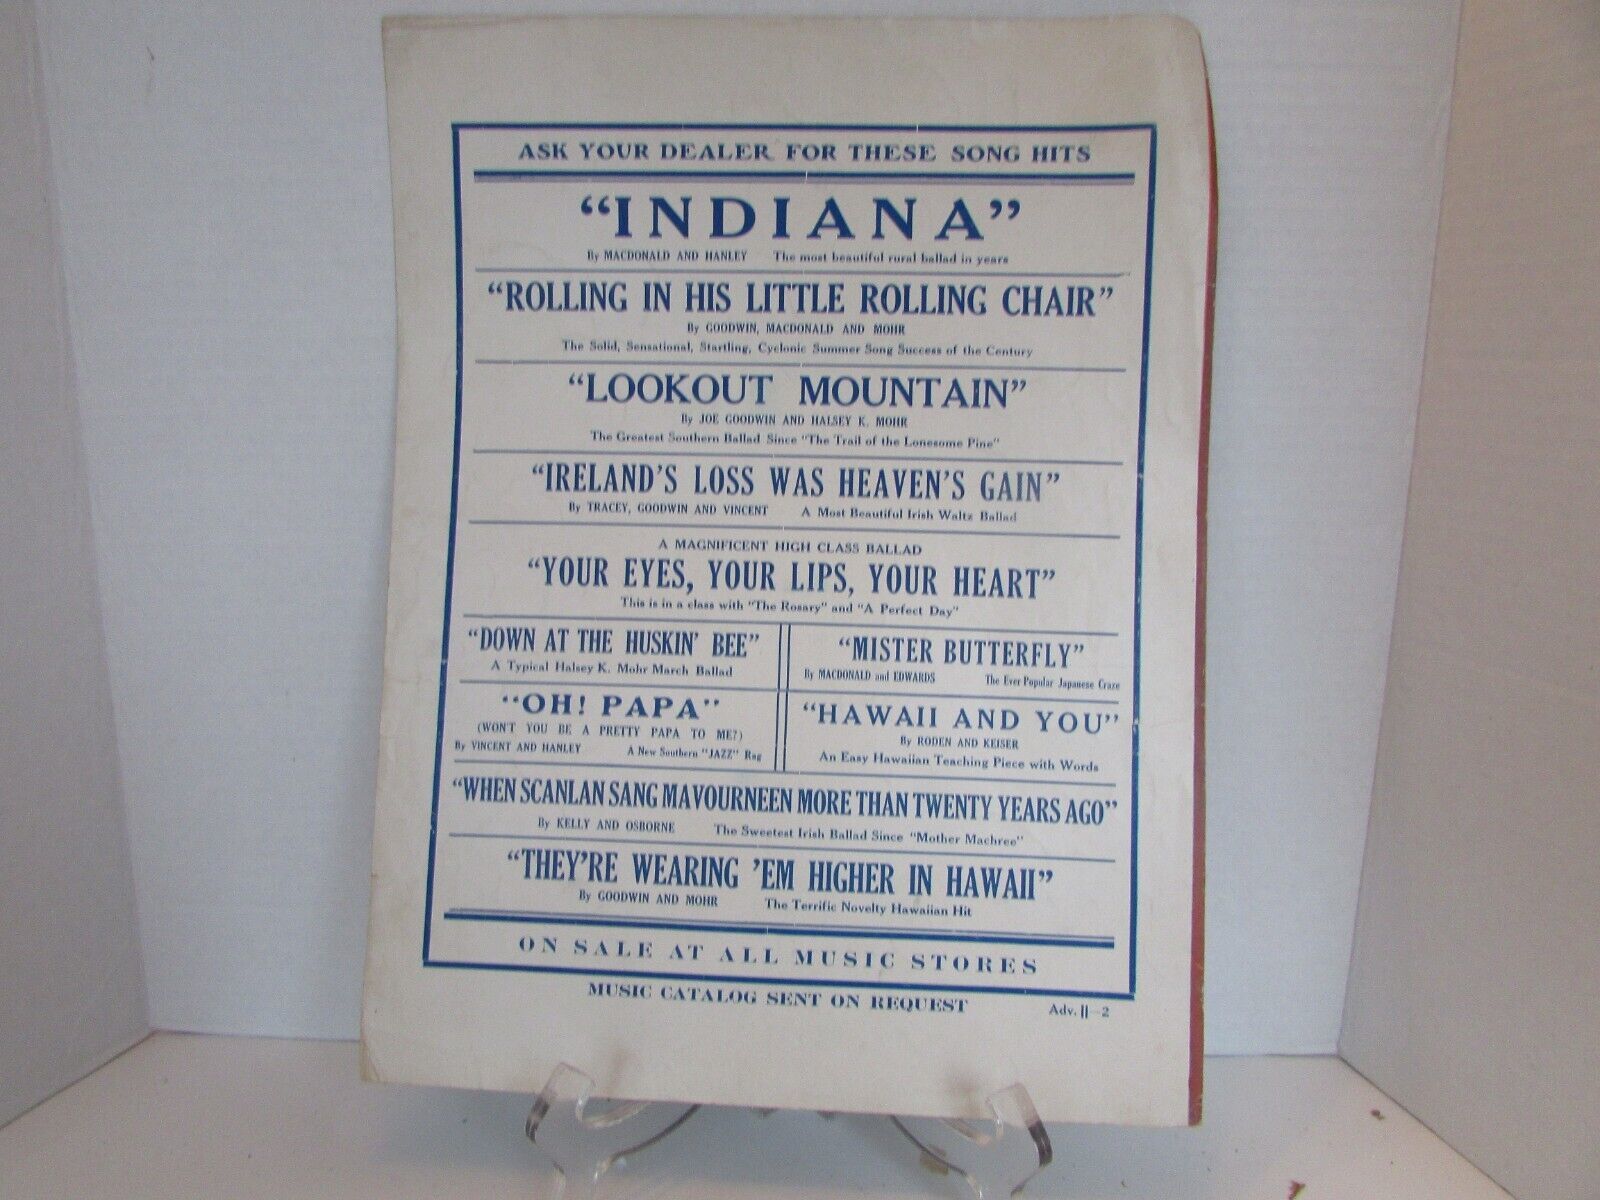 ASK YOUR DEALER FOR THESE SONG HITS
"INDIANA"
By MACDONALD AND HANLEY The most beautiful rural ballad in years
"ROLLING IN HIS LITTLE ROLLING CHAIR"
By GOODWIN, MACDONALD AND MOHR
The Solid, Sensational, Startling, Cyclonic Summer Song Success of the Century
"LOOKOUT MOUNTAIN"
By JOE GOODWIN AND HALSEY K. MOHR
The Greatest Southern Ballad Since "The Trail of the Lonesome Pine"
"IRELAND'S LOSS WAS HEAVEN'S GAIN"
By TRACEY, GOODWIN AND VINCENT A Most Beautiful Irish Waltz Ballad
A MAGNIFICENT HIGH CLASS BALLAD
"YOUR EYES, YOUR LIPS, YOUR HEART"
This is in a class with "The Rosary" and "A Perfect Day"
"DOWN AT THE HUSKIN' BEE"
A Typical Halsey K. Mohr March Ballad
"MISTER BUTTERFLY"
By MACDONALD and EDWARDS The Ever Popular Japanese Craze
"OH! PAPA"
(WON'T YOU BE A PRETTY PAPA TO ME?)
By VINCENT AND HANLEY A New Southern "JAZZ" Rag
"HAWAII AND YOU"
By RODEN AND KEISER
An Easy Hawaiian Teaching Piece with Words
"WHEN SCANLAN SANG MAVOURNEEN MORE THAN TWENTY YEARS AGO"
By KELLY AND OSBORNE The Sweetest Irish Ballad Since "Mother Machree"
"THEY'RE WEARING 'EM HIGHER IN HAWAII"
By GOODWIN AND MOHR The Terrific Novelty Hawaiian Hit
ON SALE AT ALL MUSIC STORES
MUSIC CATALOG SENT ON REQUEST
Adv. II—2